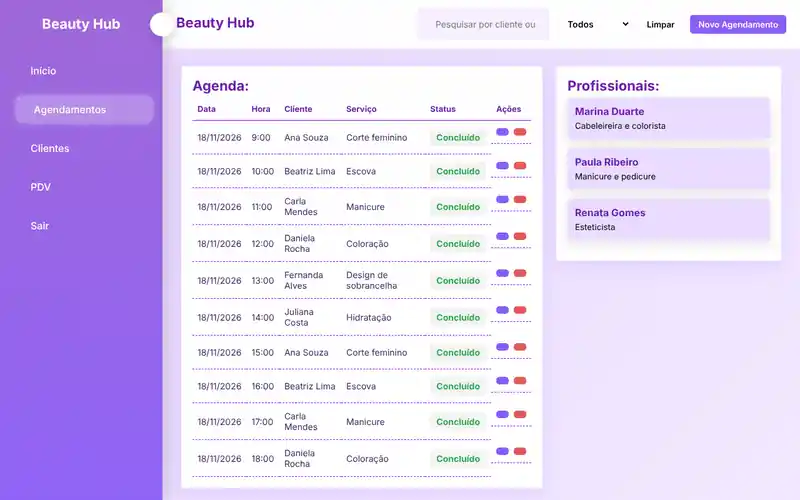 Beauty Hub
Início
Agendamentos
Clientes
PDV
Sair
Beauty Hub
Pesquisar por cliente ou
Todos
Limpar
Novo Agendamento
Agenda:
Data Hora Cliente Serviço Status Ações
18/11/2026 9:00 Ana Souza Corte feminino Concluído
18/11/2026 10:00 Beatriz Lima Escova Concluído
18/11/2026 11:00 Carla Mendes Manicure Concluído
18/11/2026 12:00 Daniela Rocha Coloração Concluído
18/11/2026 13:00 Fernanda Alves Design de sobrancelha Concluído
18/11/2026 14:00 Juliana Costa Hidratação Concluído
18/11/2026 15:00 Ana Souza Corte feminino Concluído
18/11/2026 16:00 Beatriz Lima Escova Concluído
18/11/2026 17:00 Carla Mendes Manicure Concluído
18/11/2026 18:00 Daniela Rocha Coloração Concluído
Profissionais:
Marina Duarte
Cabeleireira e colorista
Paula Ribeiro
Manicure e pedicure
Renata Gomes
Esteticista